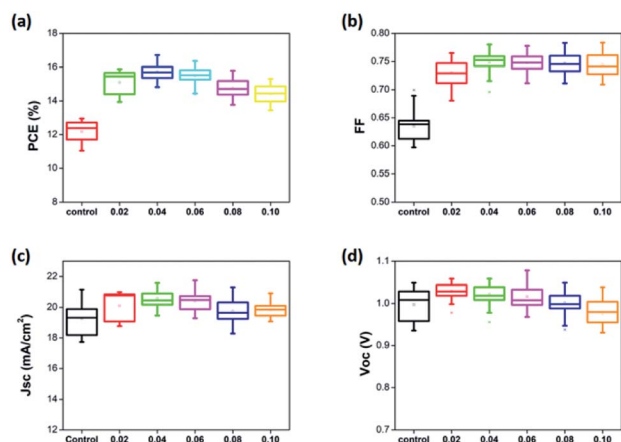 (a)
PCE (%)
18
16
14
12
10
8
control 0.02 0.04 0.06 0.08 0.10
(b)
FF
0.80
0.75
0.70
0.65
0.60
0.55
0.50
control 0.02 0.04 0.06 0.08 0.10
(c)
Jsc (mA/cm²)
22
20
18
16
14
Control 0.02 0.04 0.06 0.08 0.10
(d)
Voc (V)
1.1
1.0
0.9
0.8
0.7
Control 0.02 0.04 0.06 0.08 0.10